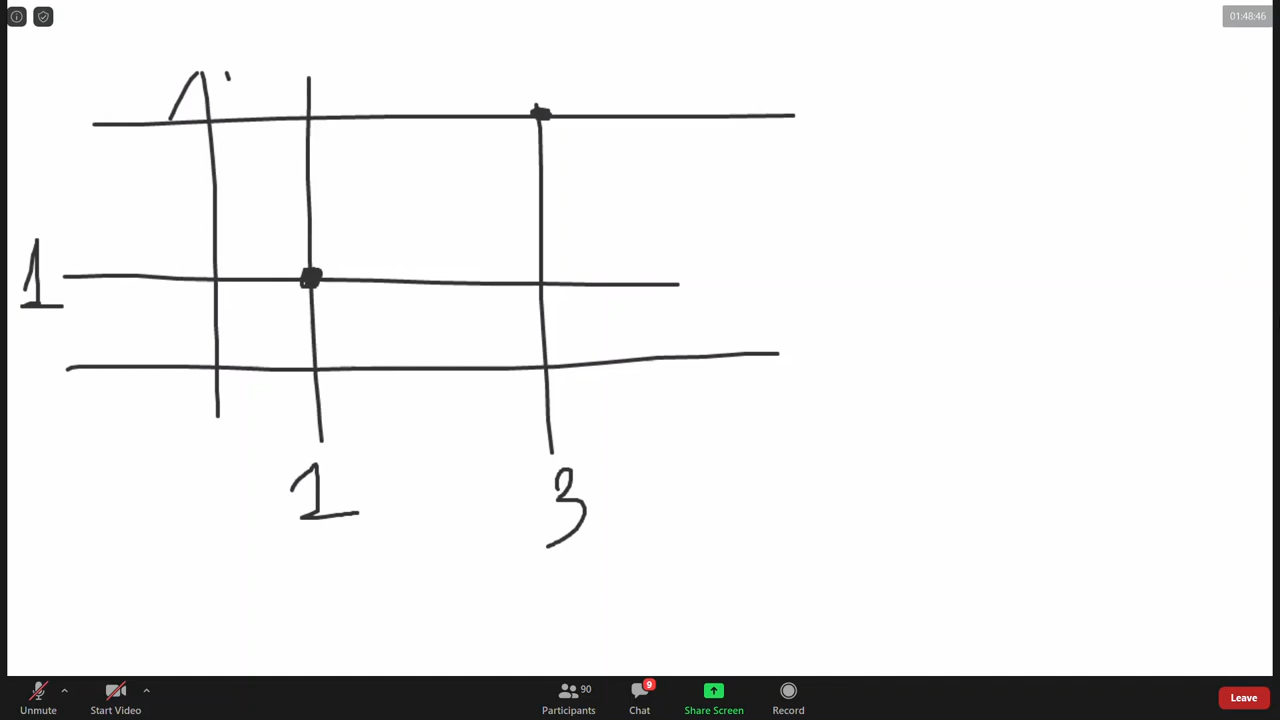 01:48:46
1
1
3
Unmute
Start Video
Participants
90
Chat
9
Share Screen
Record
Leave